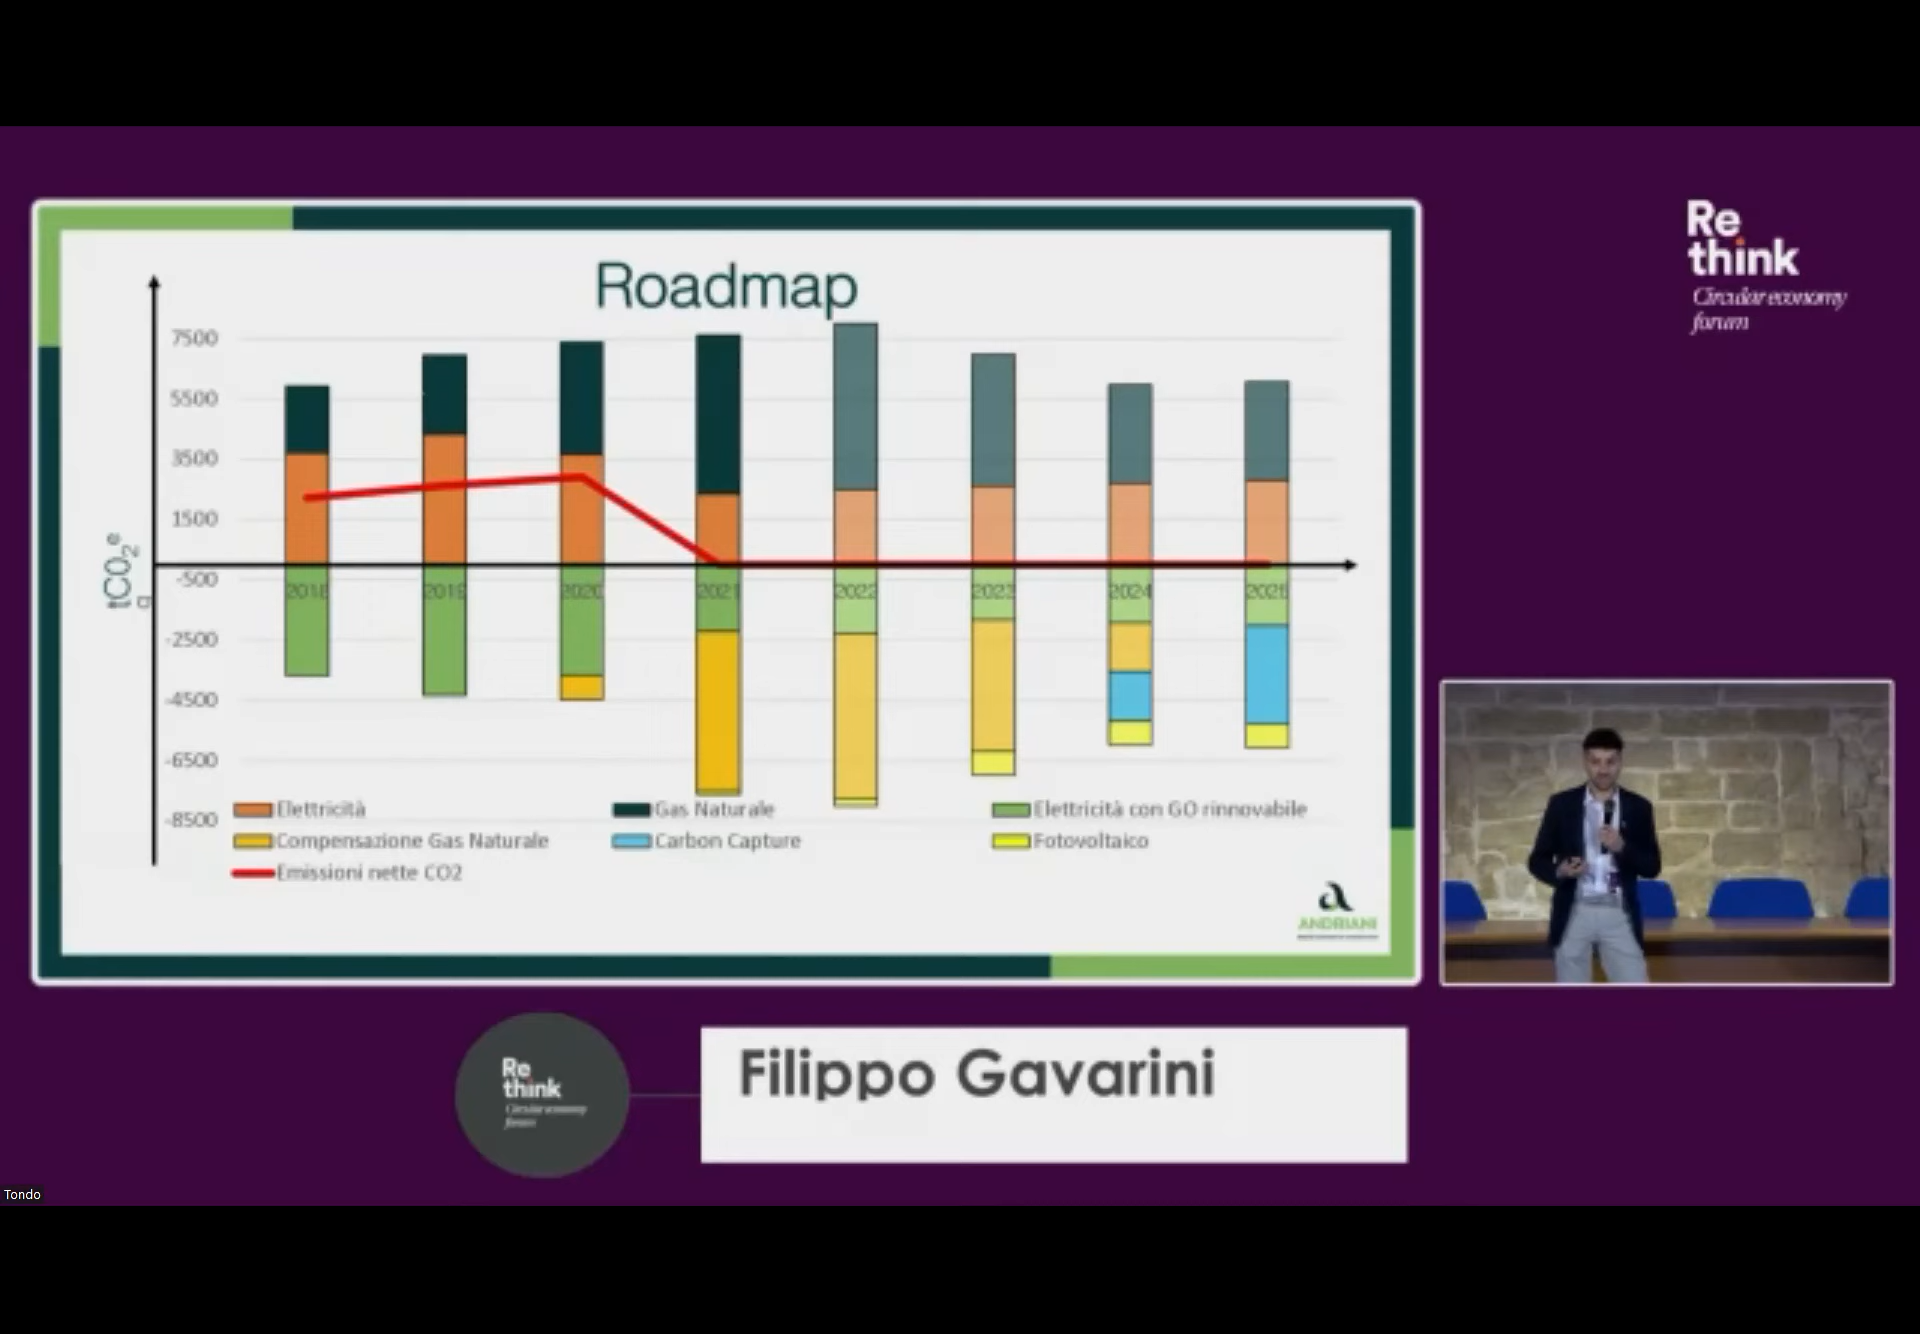 Re
think
Circular economy
forum
Roadmap
7500
5500
3500
1500
-500
-2500
-4500
-6500
-8500
tCO2e
q
2018
2019
2020
2021
2022
2023
2024
2025
Elettricità
Gas Naturale
Elettricità con GO rinnovabile
Compensazione Gas Naturale
Carbon Capture
Fotovoltaico
Emissioni nette CO2
a
ANDRIANI
Re
think
Circular economy
forum
Filippo Gavarini
Tondo